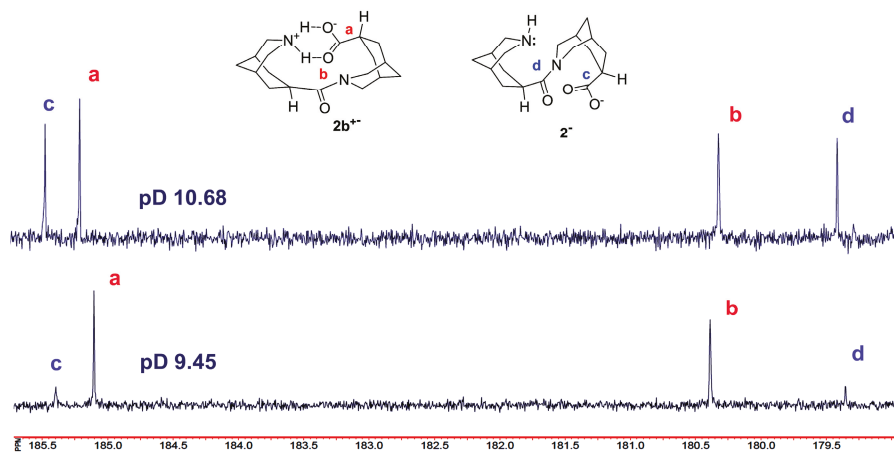 H O⁻ H
N⁺ a
H O
b N
H O
2b⁺⁻
H
N:
d N
c H
O O
O⁻
2⁻
c a b d
pD 10.68
a b
c pD 9.45 d
PPM 185.5 185.0 184.5 184.0 183.5 183.0 182.5 182.0 181.5 181.0 180.5 180.0 179.5